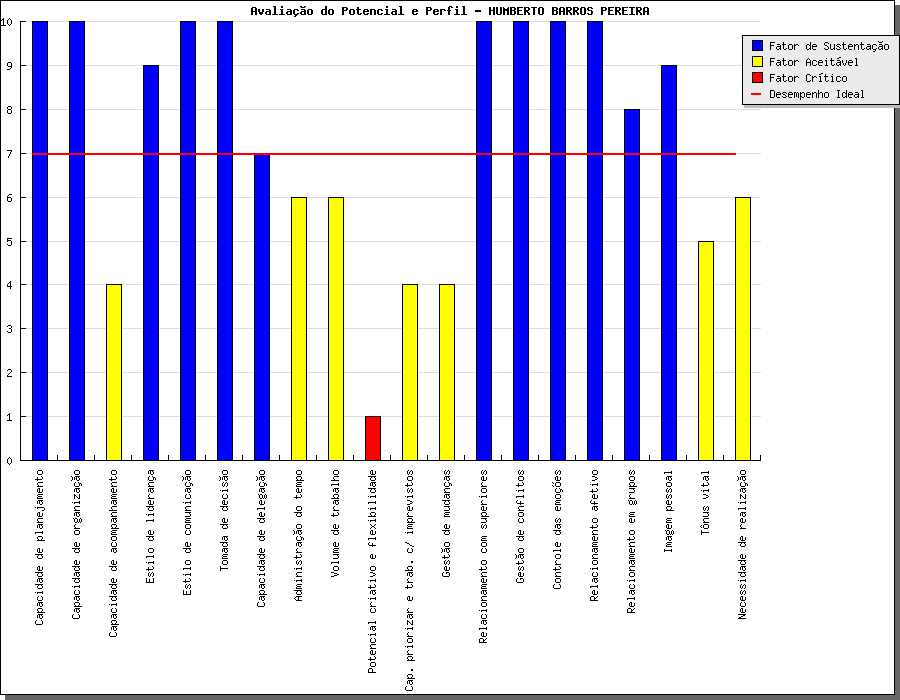 Avaliação do Potencial e Perfil - HUMBERTO BARROS PEREIRA
Fator de Sustentação
Fator Aceitável
Fator Crítico
Desempenho Ideal
10
9
8
7
6
5
4
3
2
1
0
Capacidade de planejamento
Capacidade de organização
Capacidade de acompanhamento
Estilo de liderança
Estilo de comunicação
Tomada de decisão
Capacidade de delegação
Administração do tempo
Volume de trabalho
Potencial criativo e flexibilidade
Cap. priorizar e trab. c/ imprevistos
Gestão de mudanças
Relacionamento com superiores
Gestão de conflitos
Controle das emoções
Relacionamento afetivo
Relacionamento em grupos
Imagem pessoal
Tônus vital
Necessidade de realização